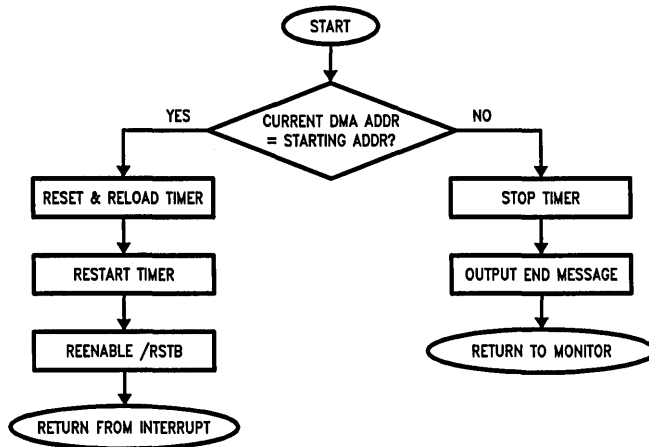 START
YES
CURRENT DMA ADDR
= STARTING ADDR?
NO
RESET & RELOAD TIMER
STOP TIMER
RESTART TIMER
OUTPUT END MESSAGE
REENABLE /RSTB
RETURN TO MONITOR
RETURN FROM INTERRUPT